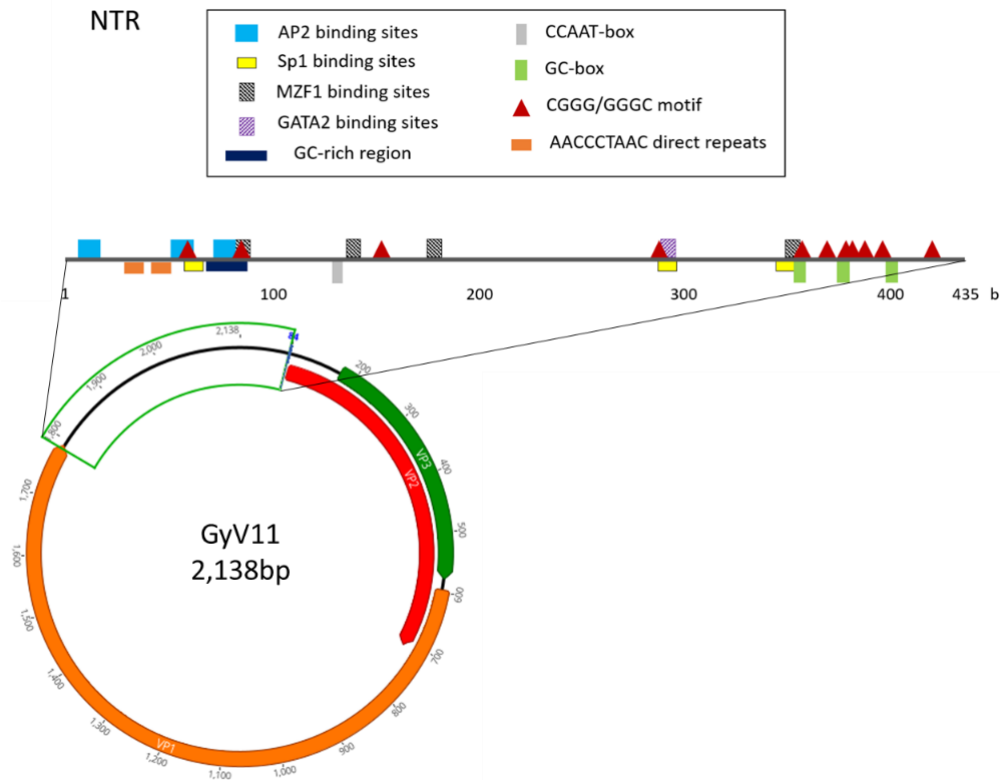 NTR
AP2 binding sites
Sp1 binding sites
MZF1 binding sites
GATA2 binding sites
GC-rich region
CCAAT-box
GC-box
CGGG/GGGC motif
AACCCTAAC direct repeats
1 100 200 300 400 435 b
2,138
2,000
1,900
800
1,700
1,600
1,500
1,400
1,300
1,200
1,100
1,000
900
800
700
600
500
400
300
200
VP3
VP2
VP1
GyV11
2,138bp